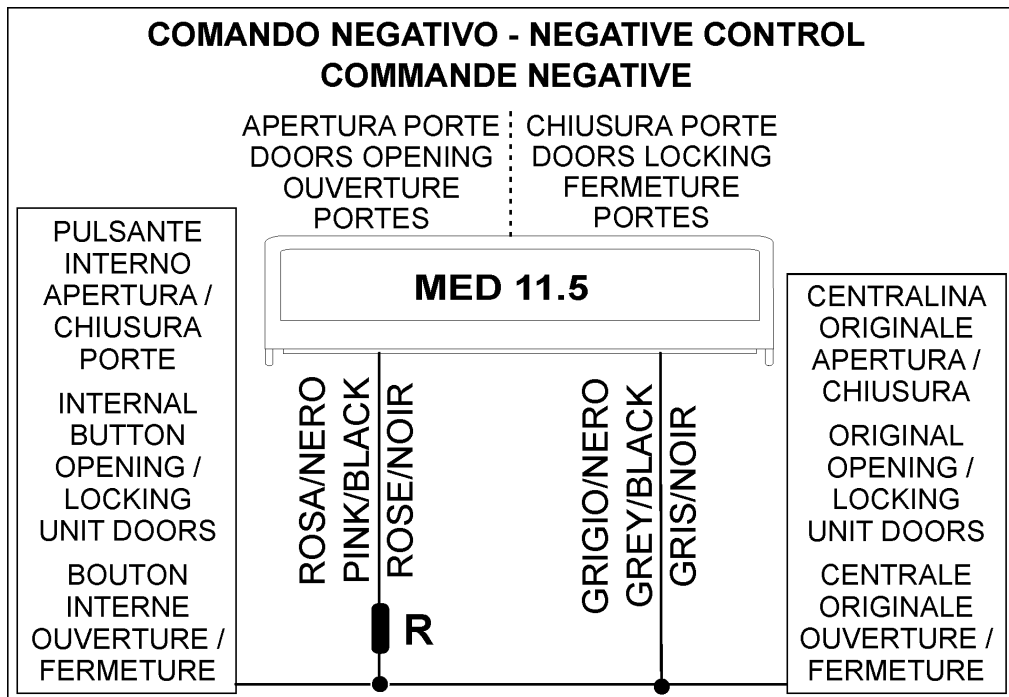 COMANDO NEGATIVO - NEGATIVE CONTROL
COMMANDE NEGATIVE
APERTURA PORTE
DOORS OPENING
OUVERTURE
PORTES
CHIUSURA PORTE
DOORS LOCKING
FERMETURE
PORTES
PULSANTE
INTERNO
APERTURA /
CHIUSURA
PORTE
INTERNAL
BUTTON
OPENING /
LOCKING
UNIT DOORS
BOUTON
INTERNE
OUVERTURE /
FERMETURE
MED 11.5
ROSA/NERO
PINK/BLACK
ROSE/NOIR
R
GRIGIO/NERO
GREY/BLACK
GRIS/NOIR
CENTRALINA
ORIGINALE
APERTURA /
CHIUSURA
ORIGINAL
OPENING /
LOCKING
UNIT DOORS
CENTRALE
ORIGINALE
OUVERTURE /
FERMETURE